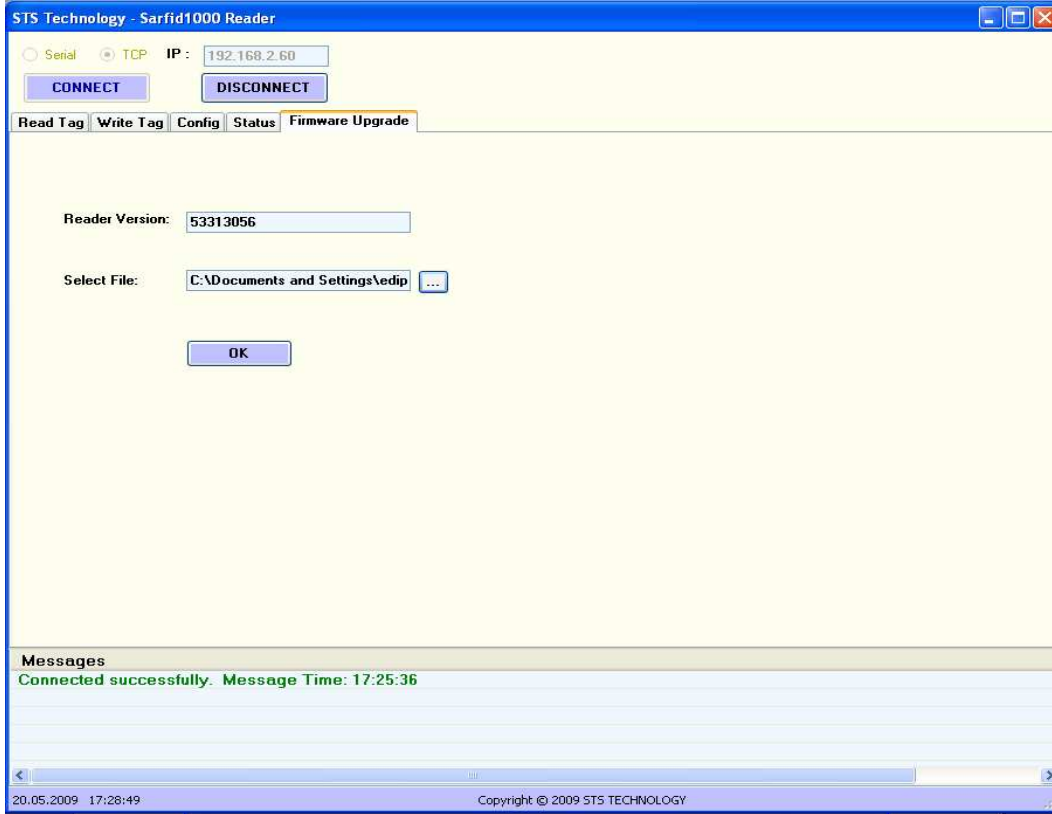 STS Technology - Sarfid1000 Reader
Serial TCP IP : 192.168.2.60
CONNECT DISCONNECT
Read Tag Write Tag Config Status Firmware Upgrade
Reader Version: 53313056
Select File: C:\Documents and Settings\edip ...
OK
Messages
Connected successfully. Message Time: 17:25:36
20.05.2009 17:28:49 Copyright © 2009 STS TECHNOLOGY